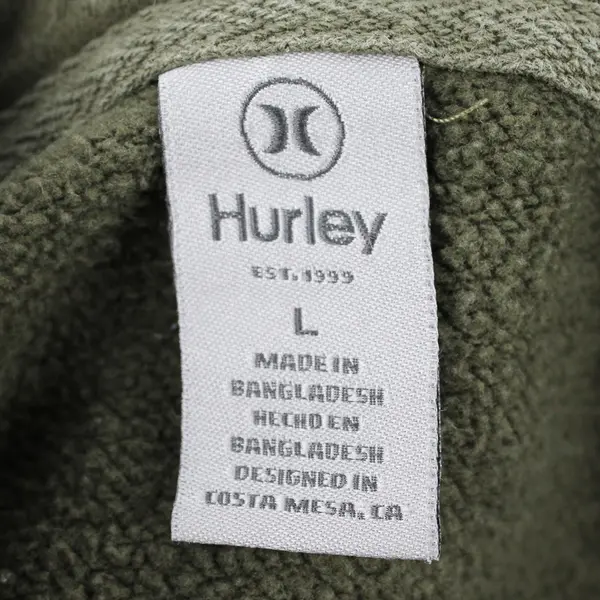 Hurley
EST. 1999
L
MADE IN
BANGLADESH
HECHO EN
BANGLADESH
DESIGNED IN
COSTA MESA, CA